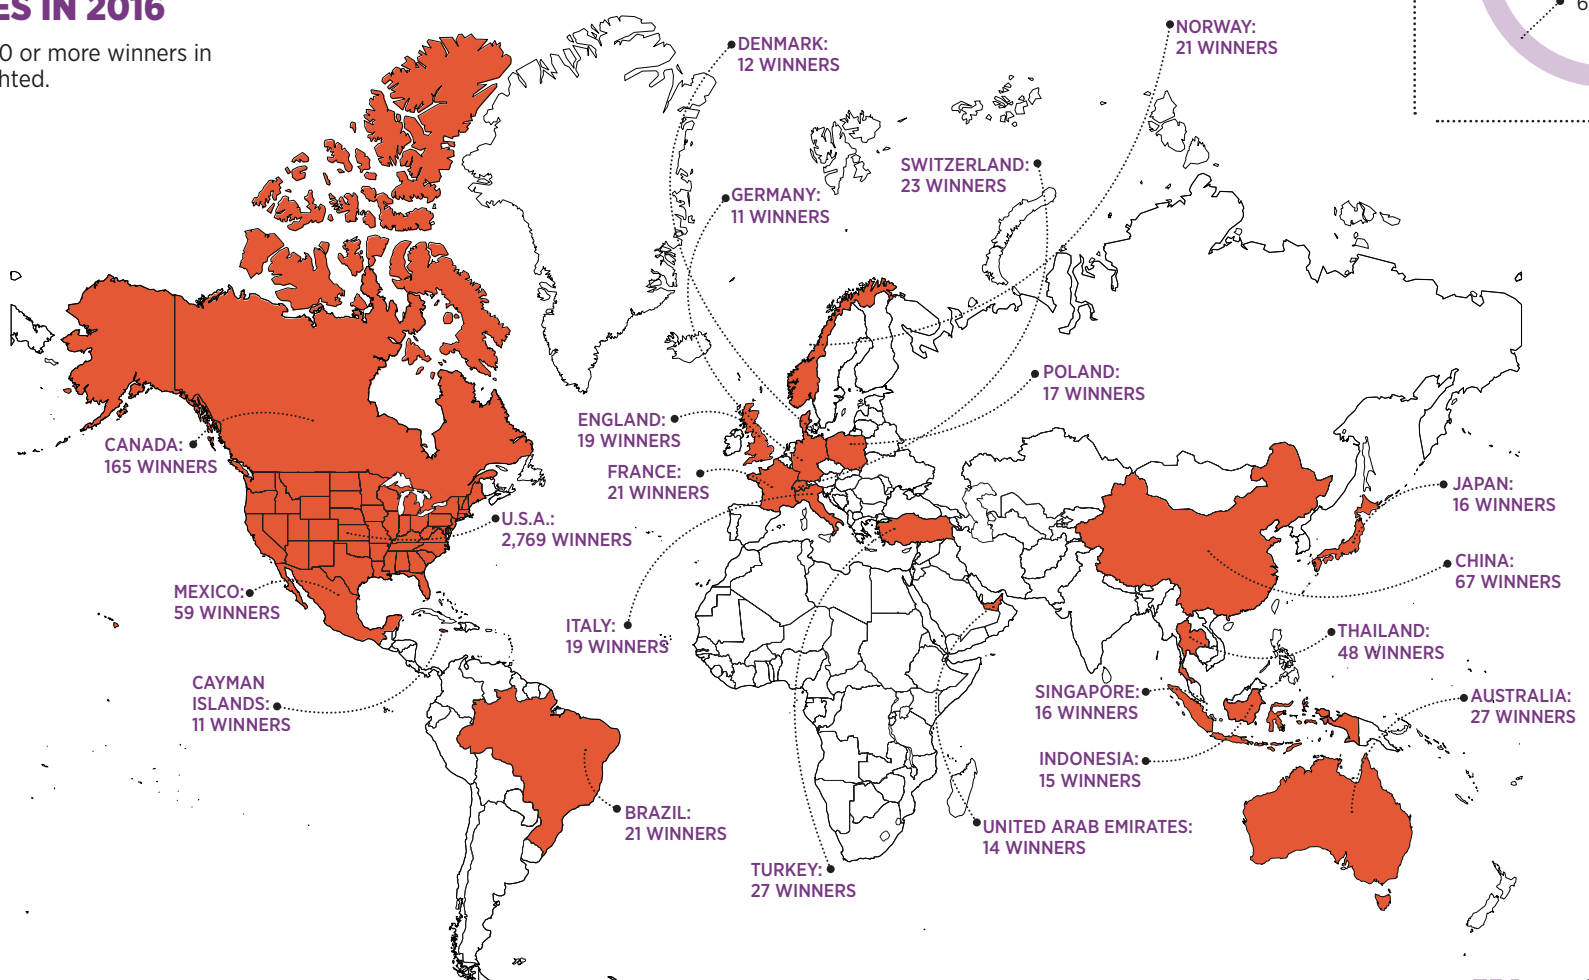 ES IN 2016
0 or more winners in
hted.
6
DENMARK:
12 WINNERS
NORWAY:
21 WINNERS
SWITZERLAND:
23 WINNERS
GERMANY:
11 WINNERS
POLAND:
17 WINNERS
ENGLAND:
19 WINNERS
FRANCE:
21 WINNERS
CANADA:
165 WINNERS
U.S.A.:
2,769 WINNERS
JAPAN:
16 WINNERS
CHINA:
67 WINNERS
MEXICO:
59 WINNERS
ITALY:
19 WINNERS
THAILAND:
48 WINNERS
CAYMAN
ISLANDS:
11 WINNERS
SINGAPORE:
16 WINNERS
AUSTRALIA:
27 WINNERS
INDONESIA:
15 WINNERS
BRAZIL:
21 WINNERS
UNITED ARAB EMIRATES:
14 WINNERS
TURKEY:
27 WINNERS